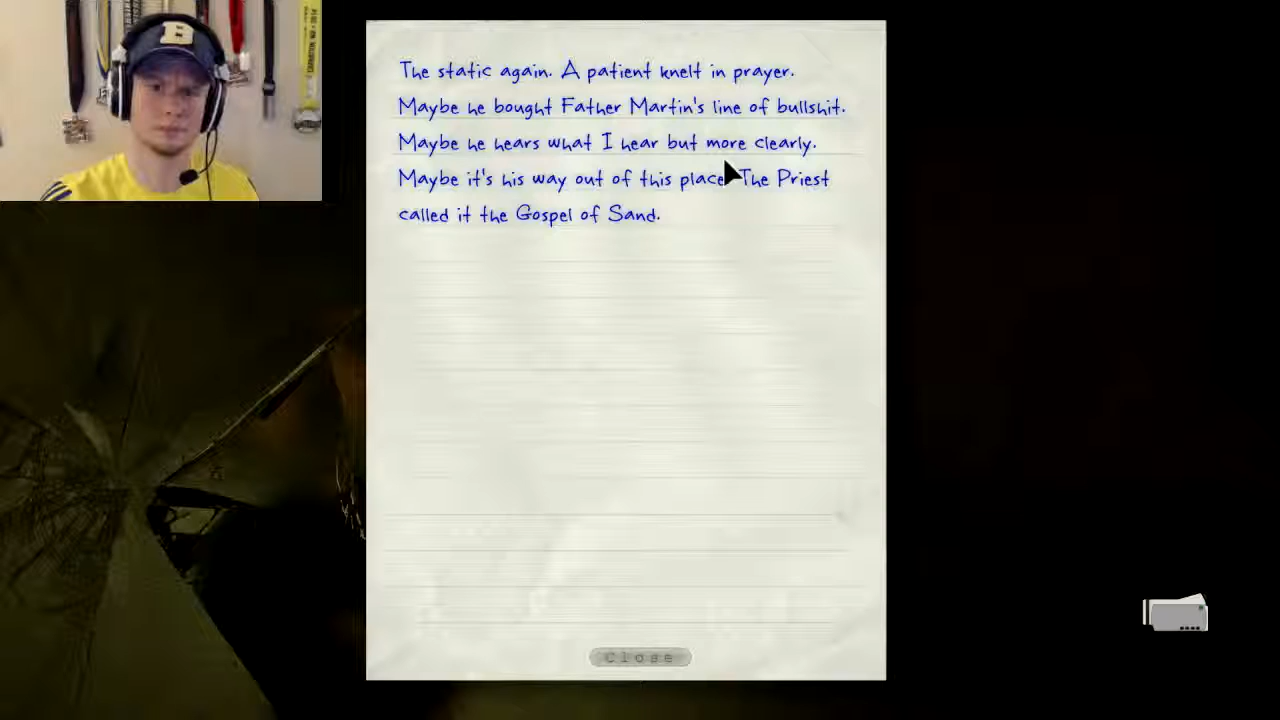 B
The static again. A patient knelt in prayer.
Maybe he bought Father Martin's line of bullshit.
Maybe he hears what I hear but more clearly.
Maybe it's his way out of this place. The Priest
called it the Gospel of Sand.
Close